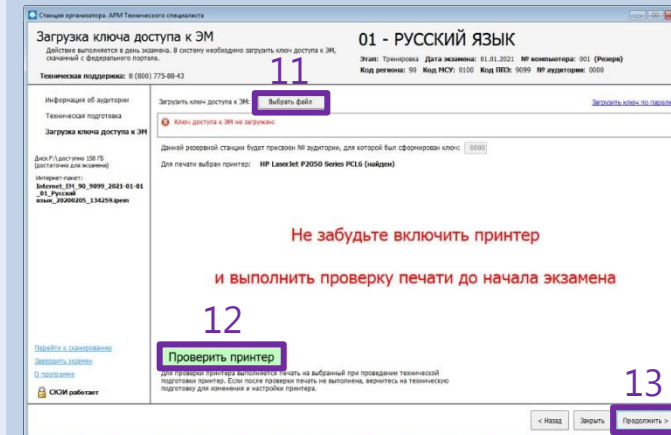 Станция организатора. АРМ Технического специалиста
Загрузка ключа доступа к ЭМ
Действие выполняется в день экзамена. В систему необходимо загрузить ключ доступа к ЭМ,
скачанный с федерального портала.
Техническая поддержка: 8 (800) 775-88-43
01 - РУССКИЙ ЯЗЫК
Этап: Тренировка Дата экзамена: 01.01.2021 № компьютера: 001 (Резерв)
Код региона: 90 Код МСУ: 0100 Код ППЭ: 9099 № аудитории: 0000
11
Информация об аудитории
Техническая подготовка
Загрузка ключа доступа к ЭМ
Загрузить ключ доступа к ЭМ: Выбрать файл
Загрузить ключ по паролю
Ключ доступа к ЭМ не загружен:
Данной резервной станции будет присвоен № аудитории, для которой был сформирован ключ: 0000
Для печати выбран принтер: HP LaserJet P2050 Series PCL6 (найден)
Диск F:\ доступно 158 ГБ
(достаточно для экзамена)
Интернет-пакет:
Internet_EM_90_9099_2021-01-01
_01_Русский
язык_20200205_134259.ipem
Не забудьте включить принтер
и выполнить проверку печати до начала экзамена
12
Проверить принтер
Для проверки принтера выполняется печать на выбранный при проведении технической
подготовки принтер. Если после проверки печать не выполнена, вернитесь на техническую
подготовку для изменения и настройки принтера.
Перейти к сканированию
Завершить экзамен
О программе
СКЗИ работает
13
< Назад Закрыть Продолжить >